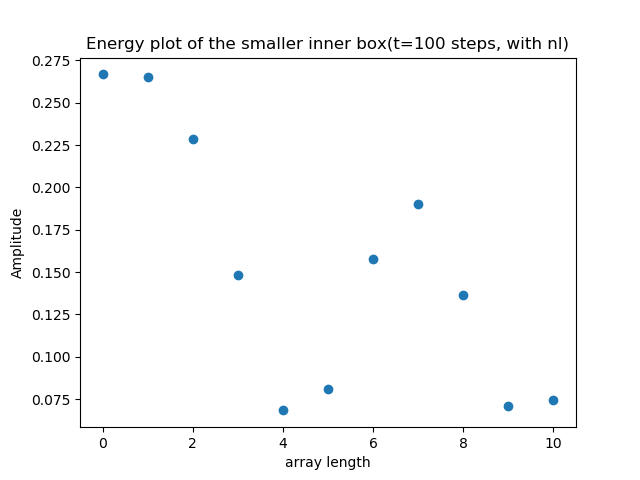 Energy plot of the smaller inner box(t=100 steps, with nl)
0.275
0.250
0.225
0.200
0.175
0.150
0.125
0.100
0.075
Amplitude
0 2 4 6 8 10
array length